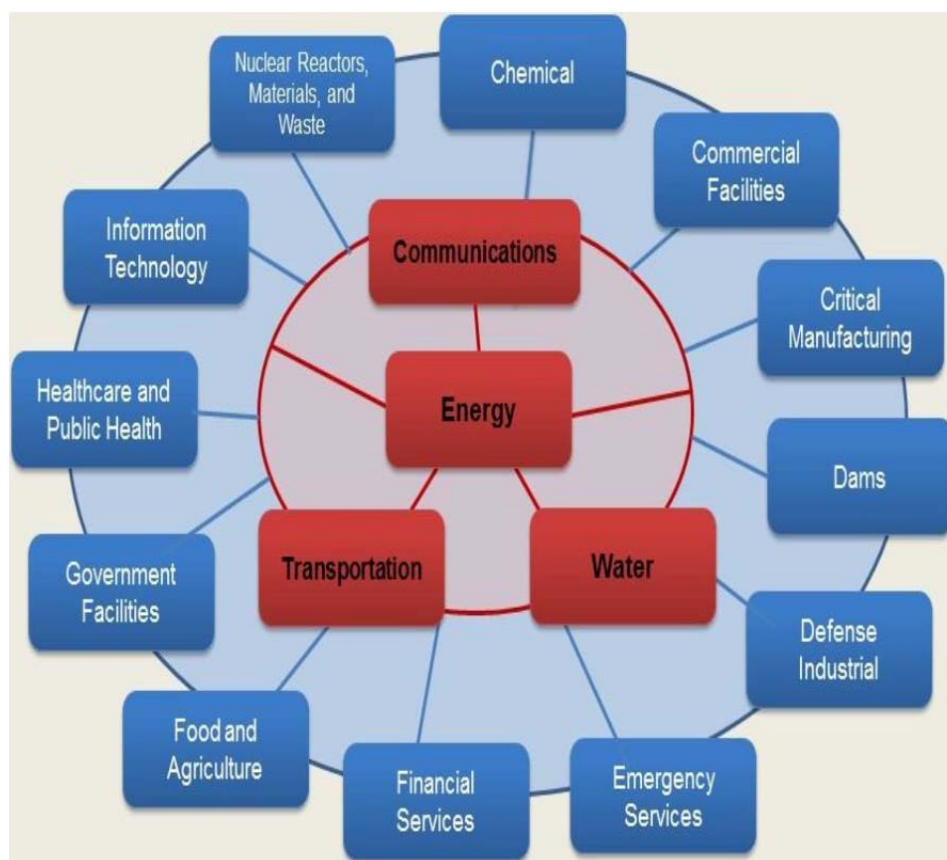 Nuclear Reactors,
Materials, and
Waste
Chemical
Commercial
Facilities
Information
Technology
Communications
Critical
Manufacturing
Healthcare and
Public Health
Energy
Dams
Government
Facilities
Transportation
Water
Defense
Industrial
Food and
Agriculture
Financial
Services
Emergency
Services